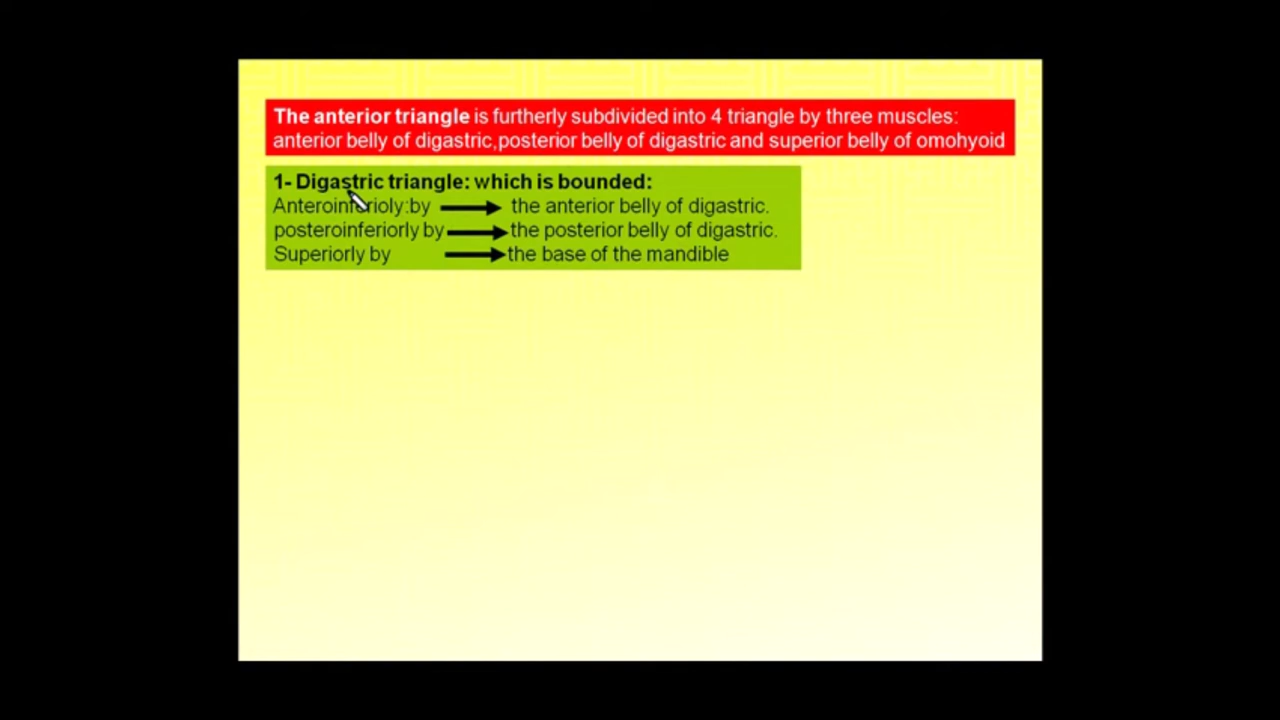 The anterior triangle is furtherly subdivided into 4 triangle by three muscles:
anterior belly of digastric,posterior belly of digastric and superior belly of omohyoid
1- Digastric triangle: which is bounded:
Anteroinferioly:by the anterior belly of digastric.
posteroinferiorly by the posterior belly of digastric.
Superiorly by the base of the mandible